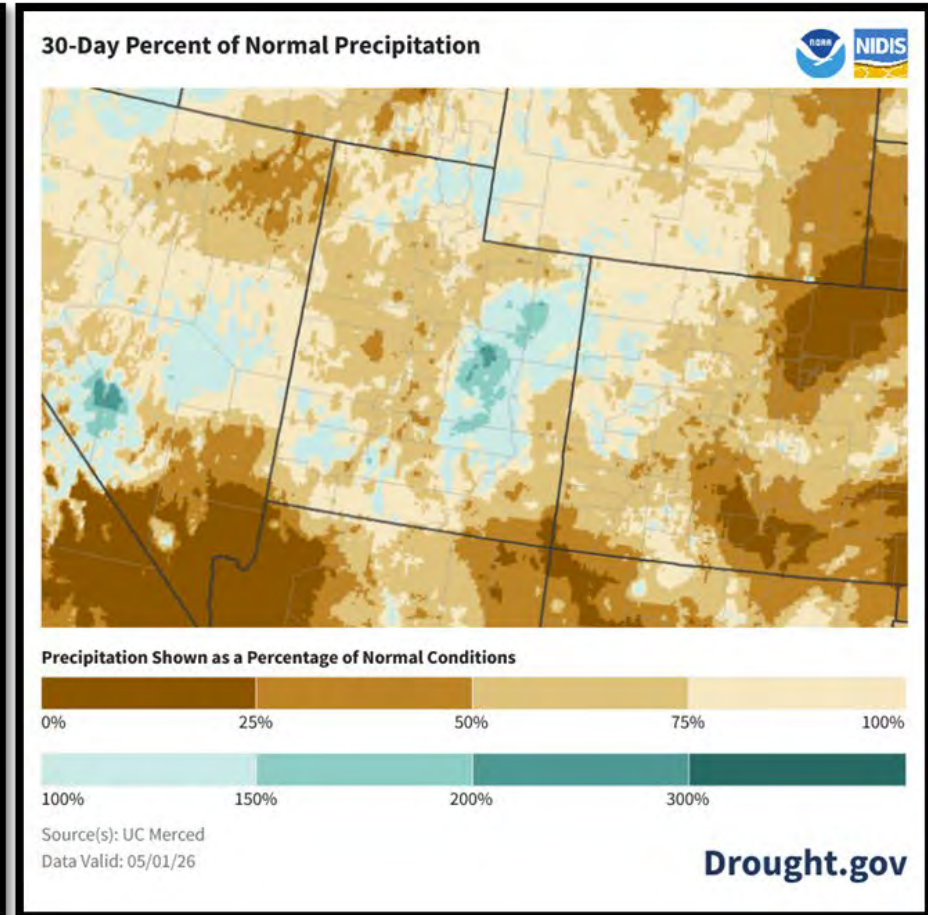 30-Day Percent of Normal Precipitation
NOAA
NIDIS
Precipitation Shown as a Percentage of Normal Conditions
0% 25% 50% 75% 100%
100% 150% 200% 300%
Source(s): UC Merced
Data Valid: 05/01/26
Drought.gov